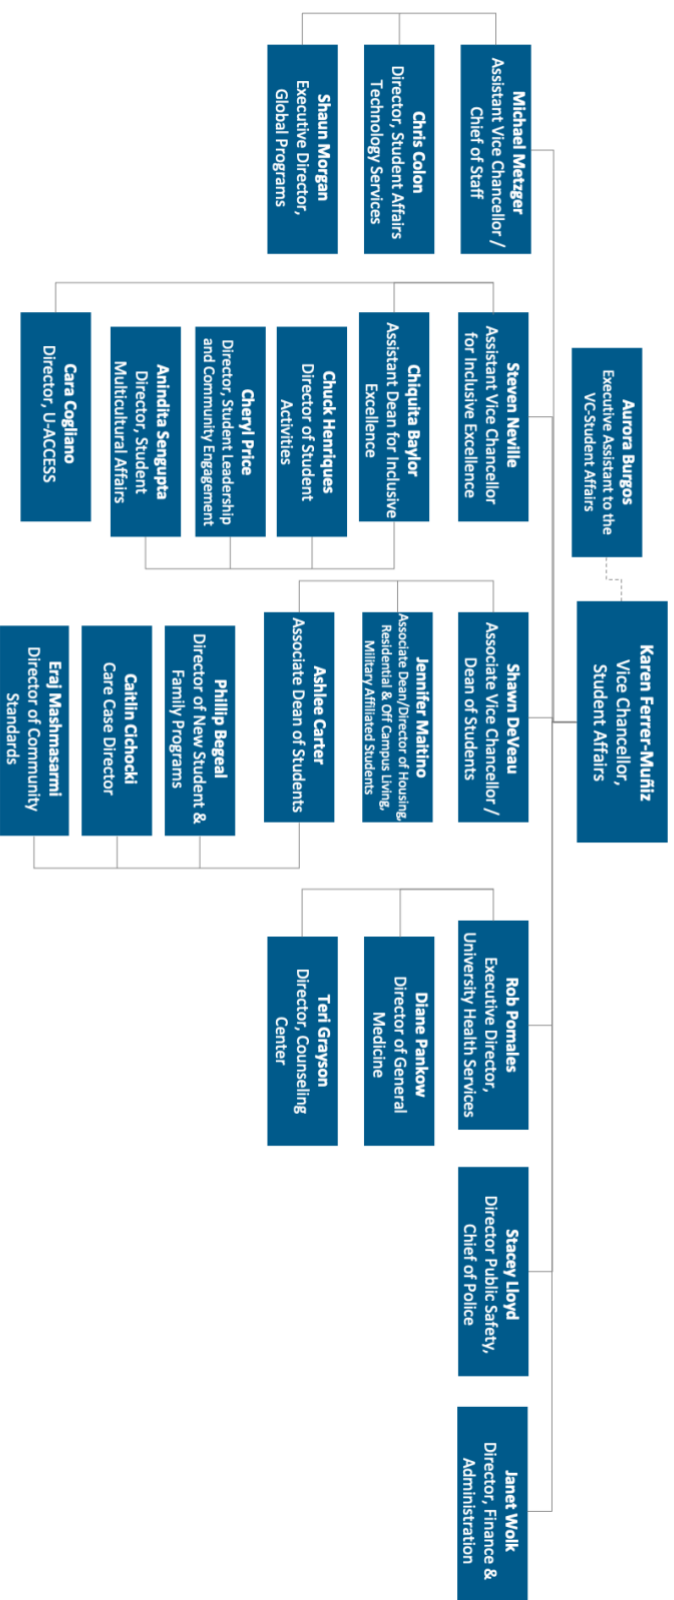 Karen Ferrer-Muñiz
Vice Chancellor,
Student Affairs
Aurora Burgos
Executive Assistant to the
VC-Student Affairs
Michael Metzger
Assistant Vice Chancellor /
Chief of Staff
Chris Colon
Director, Student Affairs
Technology Services
Shaun Morgan
Executive Director,
Global Programs
Steven Neville
Assistant Vice Chancellor
for Inclusive Excellence
Chiquita Baylor
Assistant Dean for Inclusive
Excellence
Chuck Henriques
Director of Student
Activities
Cheryl Price
Director, Student Leadership
and Community Engagement
Anindita Sengupta
Director, Student
Multicultural Affairs
Cara Cogliano
Director, U-ACCESS
Shawn DeVeau
Associate Vice Chancellor /
Dean of Students
Jennifer Maitino
Associate Dean/Director of Housing,
Residential & Off Campus Living,
Military Affiliated Students
Ashlee Carter
Associate Dean of Students
Phillip Begeal
Director of New Student &
Family Programs
Caitlin Cichocki
Care Case Director
Eraj Mashmasarmi
Director of Community
Standards
Rob Pomales
Executive Director,
University Health Services
Diane Pankow
Director of General
Medicine
Teri Grayson
Director, Counseling
Center
Stacey Lloyd
Director Public Safety,
Chief of Police
Janet Wolk
Director, Finance &
Administration